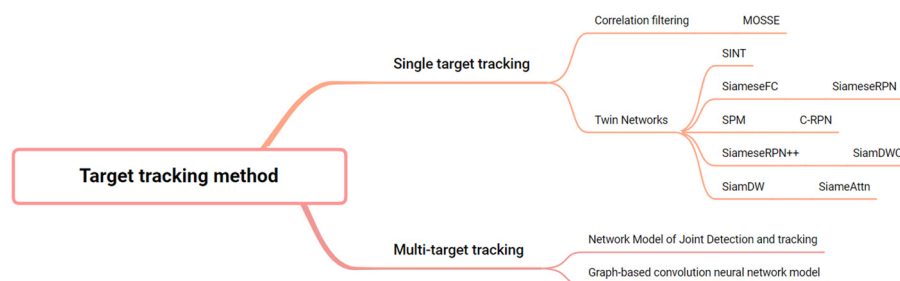 Correlation filtering MOSSE
Single target tracking
SINT
SiameseFC SiameseRPN
Twin Networks SPM C-RPN
SiameseRPN++
SiamDW SiameAttn
Target tracking method
Multi-target tracking
Network Model of Joint Detection and tracking
Graph-based convolution neural network model